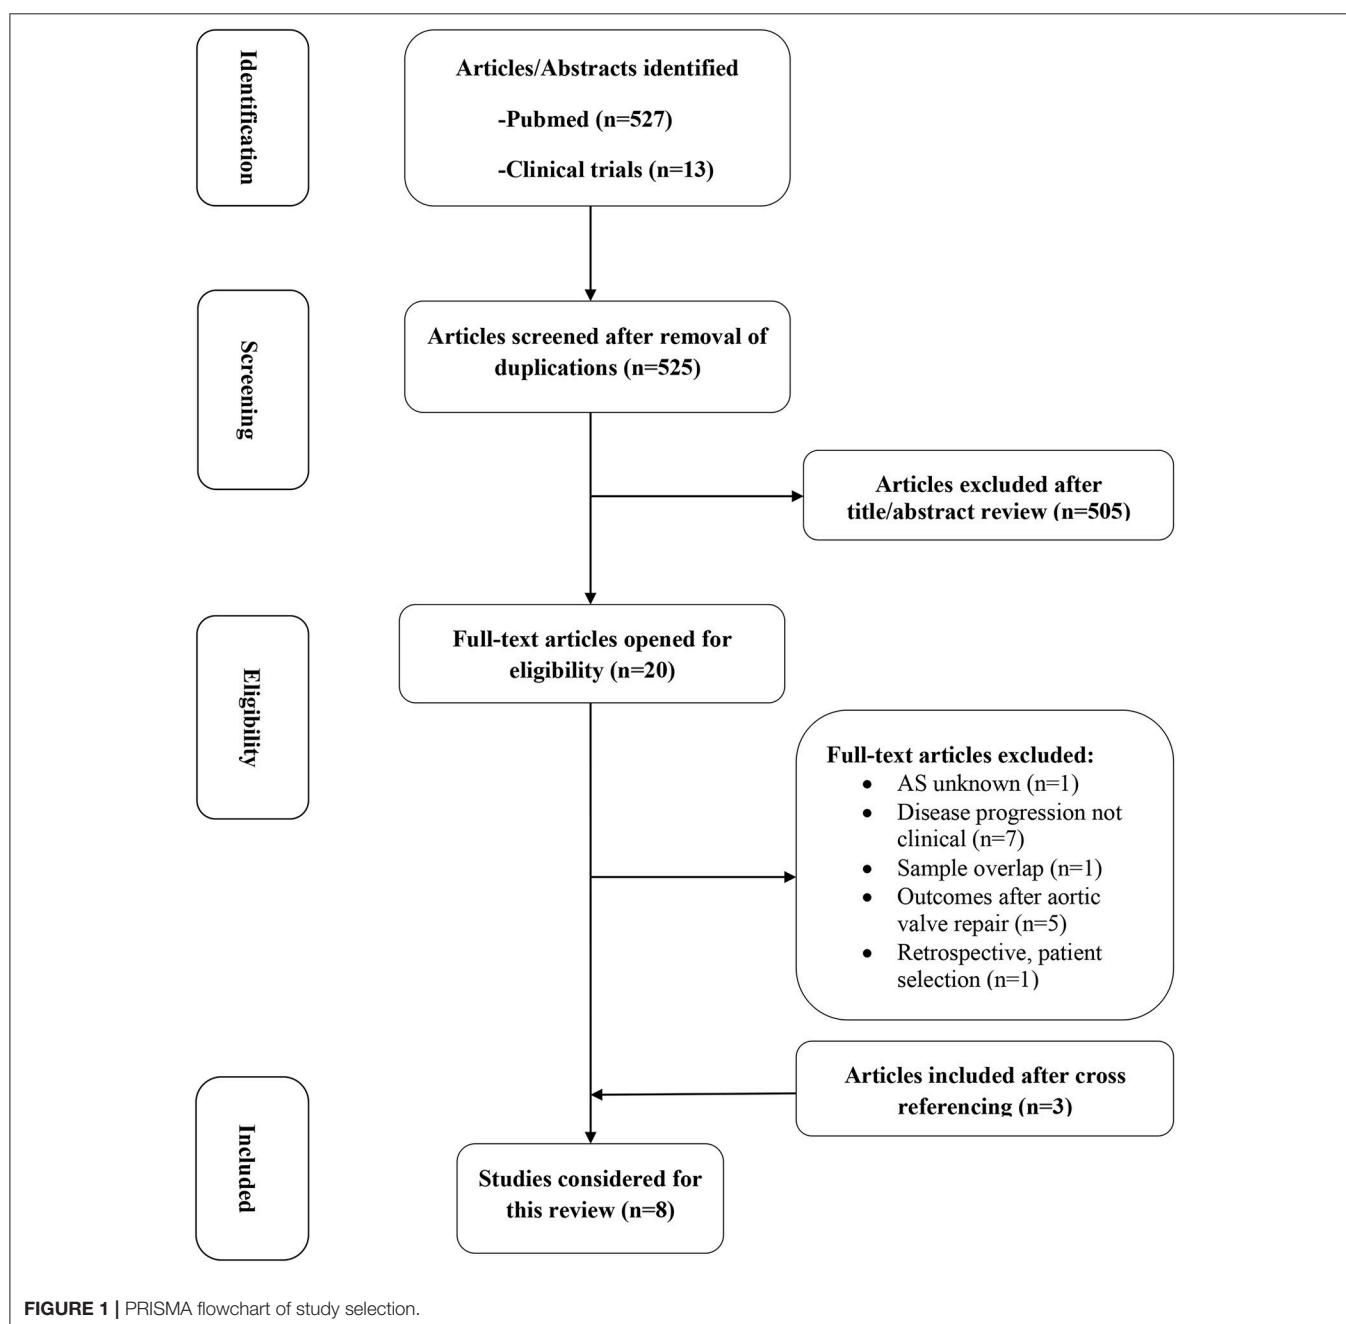 Identification
Articles/Abstracts identified
-Pubmed (n=527)
-Clinical trials (n=13)
Screening
Articles screened after removal of
duplications (n=525)
Articles excluded after
title/abstract review (n=505)
Eligibility
Full-text articles opened for
eligibility (n=20)
Full-text articles excluded:
• AS unknown (n=1)
• Disease progression not
clinical (n=7)
• Sample overlap (n=1)
• Outcomes after aortic
valve repair (n=5)
• Retrospective, patient
selection (n=1)
Articles included after cross
referencing (n=3)
Included
Studies considered for
this review (n=8)
FIGURE 1 | PRISMA flowchart of study selection.